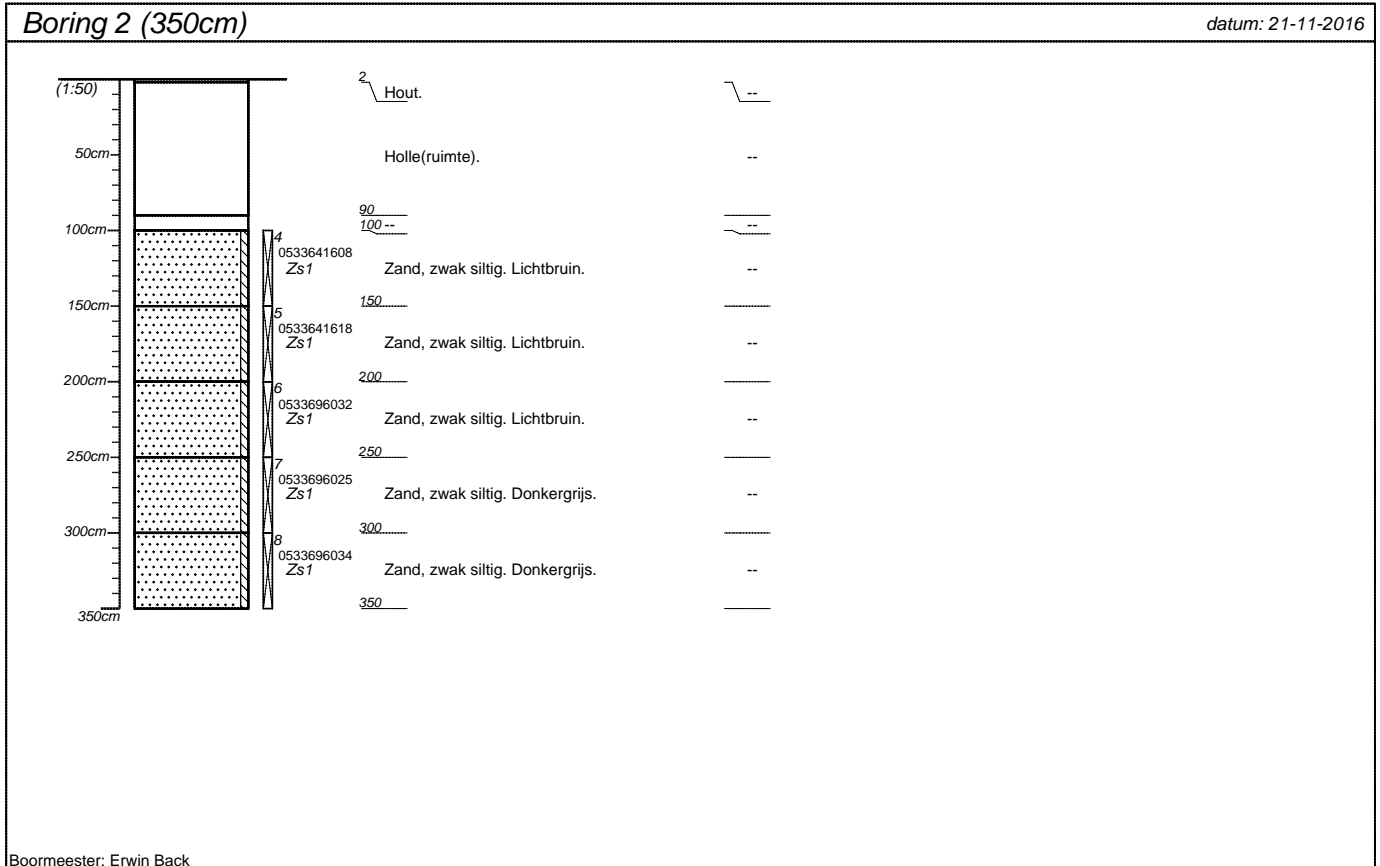 Boring 2 (350cm) datum: 21-11-2016
(1:50) 2 Hout. --
50cm Holle(ruimte). --
90
100cm 100 -- --
4
0533641608
Zs1 Zand, zwak siltig. Lichtbruin. --
150cm 150
5
0533641618
Zs1 Zand, zwak siltig. Lichtbruin. --
200cm 200
6
0533696032
Zs1 Zand, zwak siltig. Lichtbruin. --
250cm 250
7
0533696025
Zs1 Zand, zwak siltig. Donkergrijs. --
300cm 300
8
0533696034
Zs1 Zand, zwak siltig. Donkergrijs. --
350cm 350
Boormeester: Erwin Back